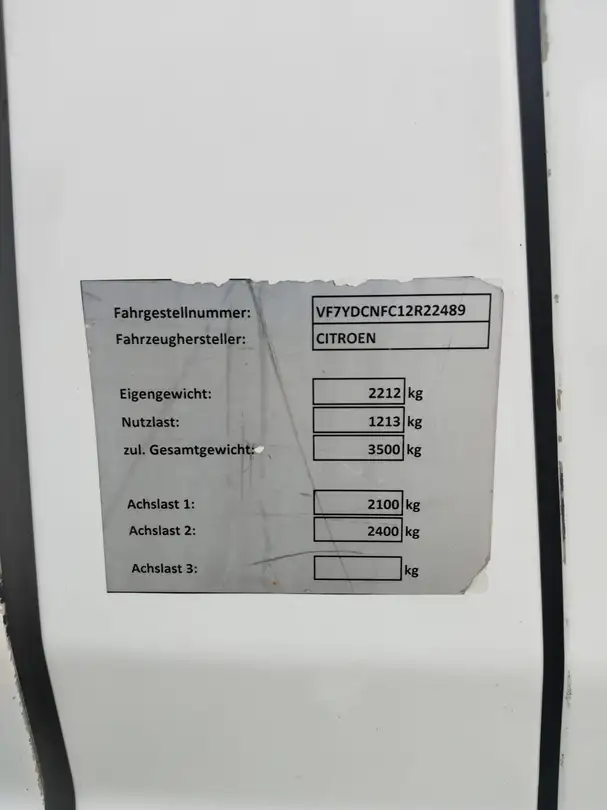 Fahrgestellnummer: VF7YDCNFC12R22489
Fahrzeughersteller: CITROEN
Eigengewicht: 2212 kg
Nutzlast: 1213 kg
zul. Gesamtgewicht: 3500 kg
Achslast 1: 2100 kg
Achslast 2: 2400 kg
Achslast 3: kg